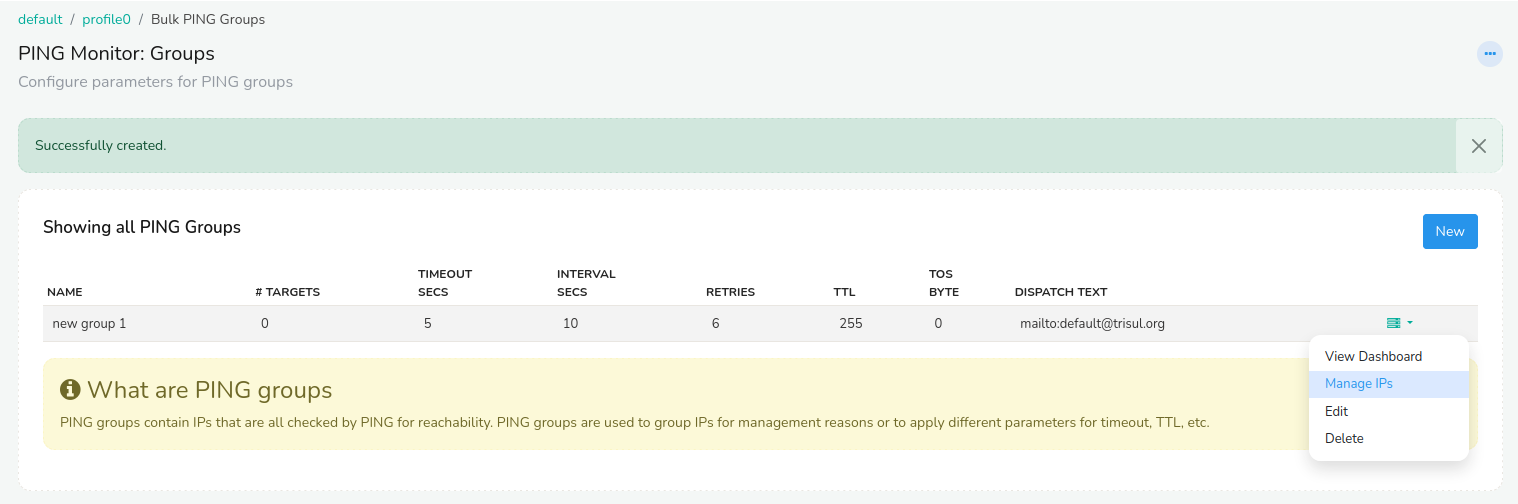 default / profile0 / Bulk PING Groups
PING Monitor: Groups
Configure parameters for PING groups
Successfully created.
Showing all PING Groups
New
NAME # TARGETS TIMEOUT SECS INTERVAL SECS RETRIES TTL TOS BYTE DISPATCH TEXT
new group 1 0 5 10 6 255 0 mailto:default@trisul.org
View Dashboard
Manage IPs
Edit
Delete
What are PING groups
PING groups contain IPs that are all checked by PING for reachability. PING groups are used to group IPs for management reasons or to apply different parameters for timeout, TTL, etc.